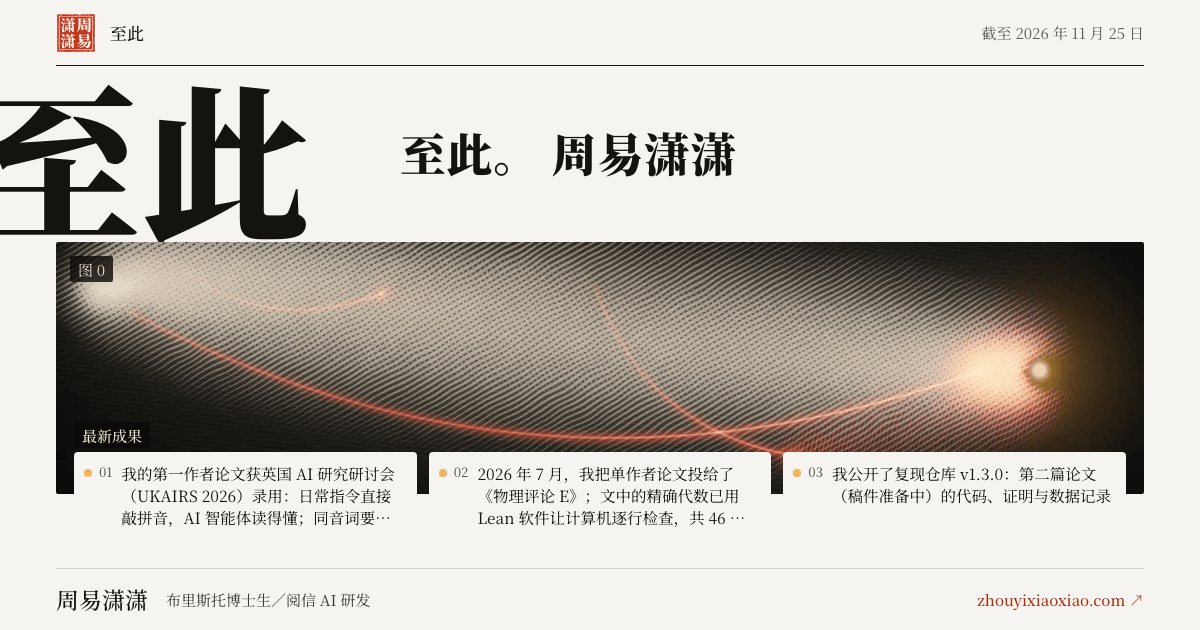 周易潇潇
至此
截至 2026 年 11 月 25 日
至此
至此。 周易潇潇
图 0
最新成果
01 我的第一作者论文获英国 AI 研究研讨会
（UKAIRS 2026）录用：日常指令直接
敲拼音，AI 智能体读得懂；同音词要…
02 2026 年 7 月，我把单作者论文投给了
《物理评论 E》；文中的精确代数已用
Lean 软件让计算机逐行检查，共 46 …
03 我公开了复现仓库 v1.3.0：第二篇论文
（稿件准备中）的代码、证明与数据记录
周易潇潇 布里斯托博士生／阅信 AI 研发
zhouyixiaoxiao.com ↗